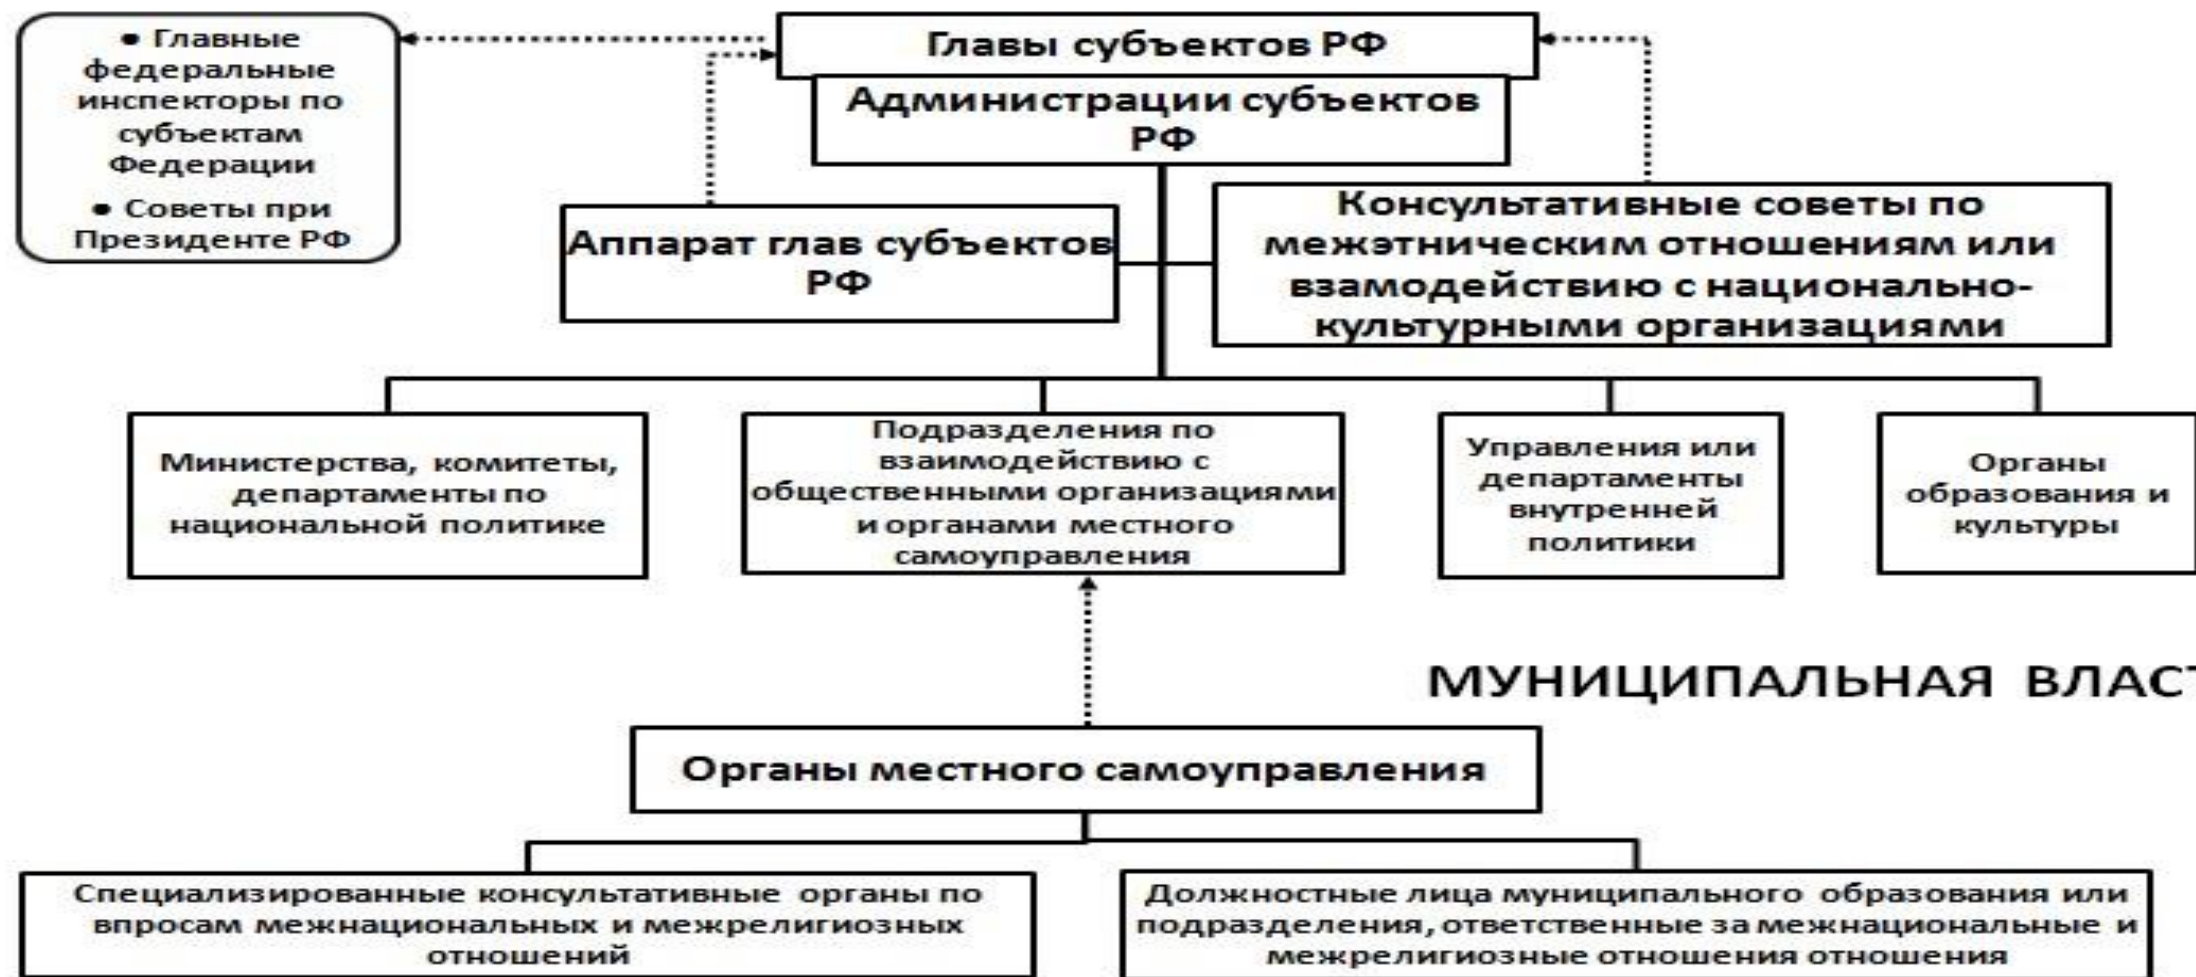 ● Главные
федеральные
инспекторы по
субъектам
Федерации
● Советы при
Президенте РФ
Главы субъектов РФ
Администрации субъектов
РФ
Аппарат глав субъектов
РФ
Консультативные советы по
межэтническим отношениям или
взамодействию с национально-
культурными организациями
Министерства, комитеты,
департаменты по
национальной политике
Подразделения по
взаимодействию с
общественными организациями
и органами местного
самоуправления
Управления или
департаменты
внутренней
политики
Органы
образования и
культуры
МУНИЦИПАЛЬНАЯ ВЛАСТ
Органы местного самоуправления
Специализированные консультативные органы по
впросам межнациональных и межрелигиозных
отношений
Должностные лица муниципального образования или
подразделения, ответственные за межнациональные и
межрелигиозные отношения отношения